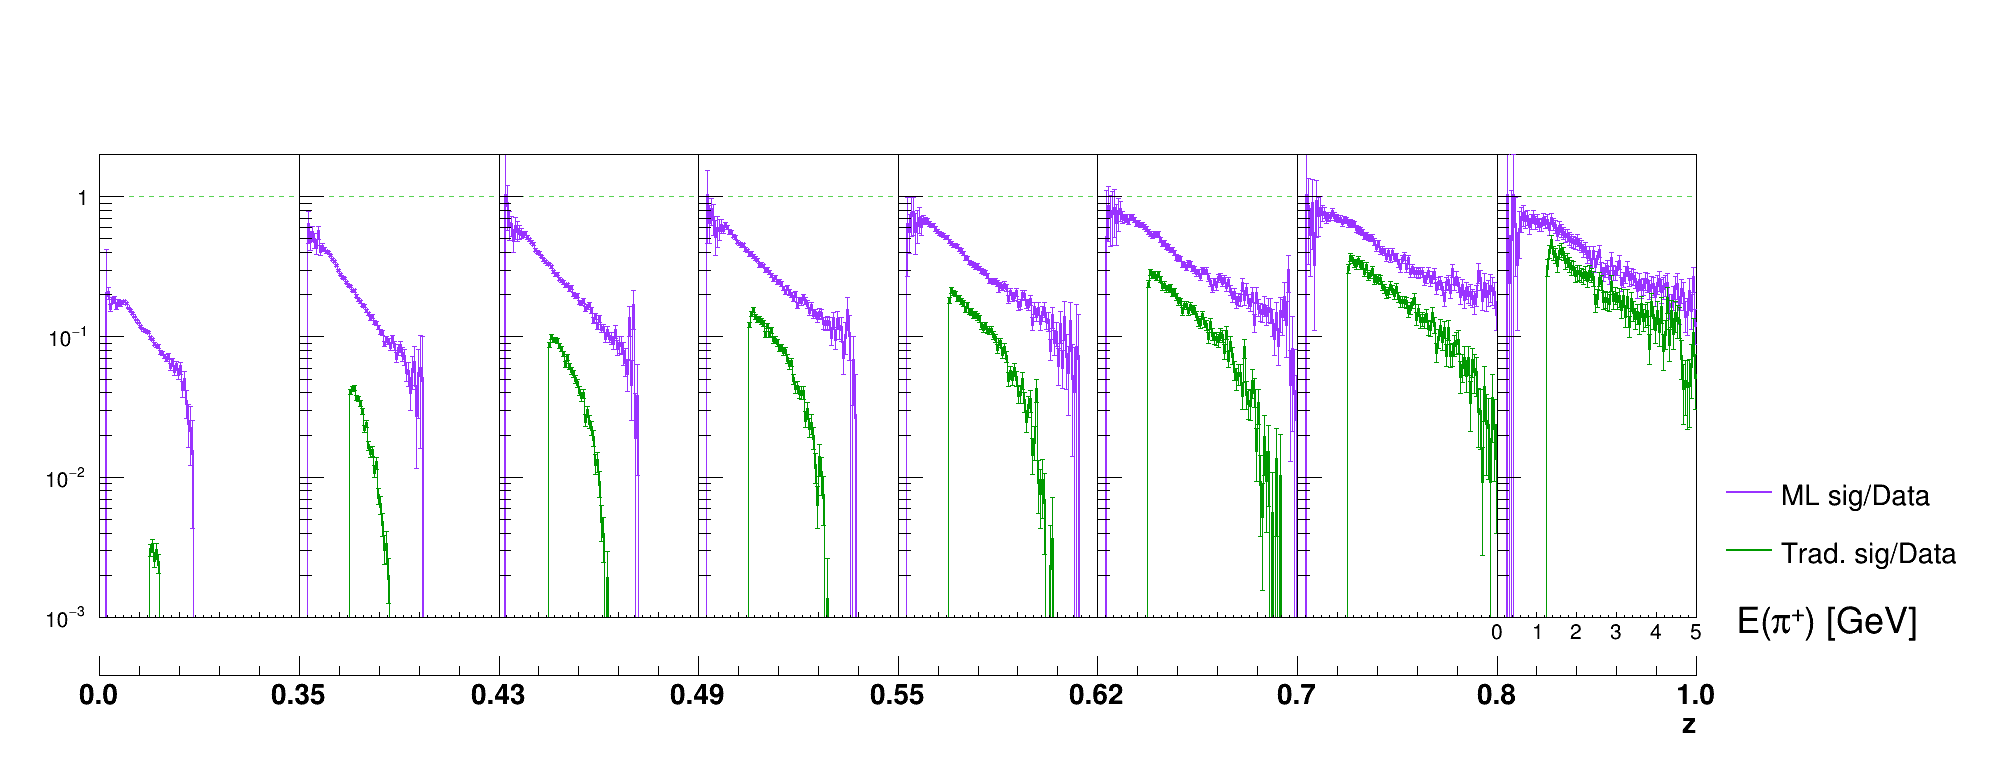 1
10⁻¹
10⁻²
10⁻³
ML sig/Data
Trad. sig/Data
E(π⁺) [GeV]
0 1 2 3 4 5
0.0 0.35 0.43 0.49 0.55 0.62 0.7 0.8 1.0
z